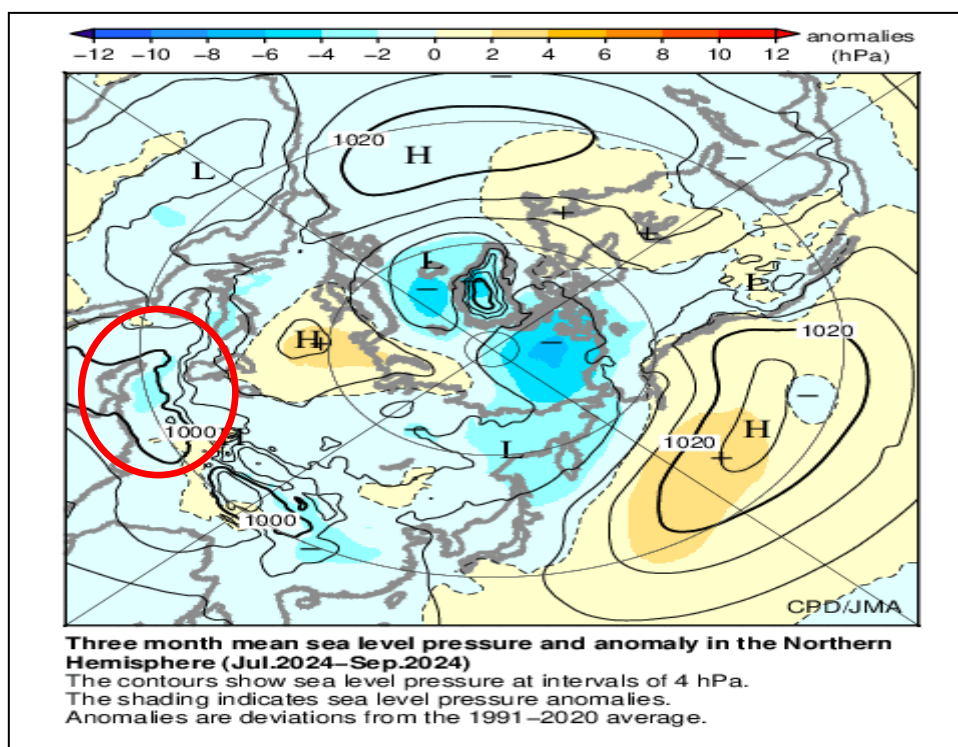 anomalies
−12 −10 −8 −6 −4 −2 0 2 4 6 8 10 12 (hPa)
1020
H
L
L
L
1020
H
H
1020
1000
L
1000
CPD/JMA
Three month mean sea level pressure and anomaly in the Northern
Hemisphere (Jul.2024−Sep.2024)
The contours show sea level pressure at intervals of 4 hPa.
The shading indicates sea level pressure anomalies.
Anomalies are deviations from the 1991−2020 average.